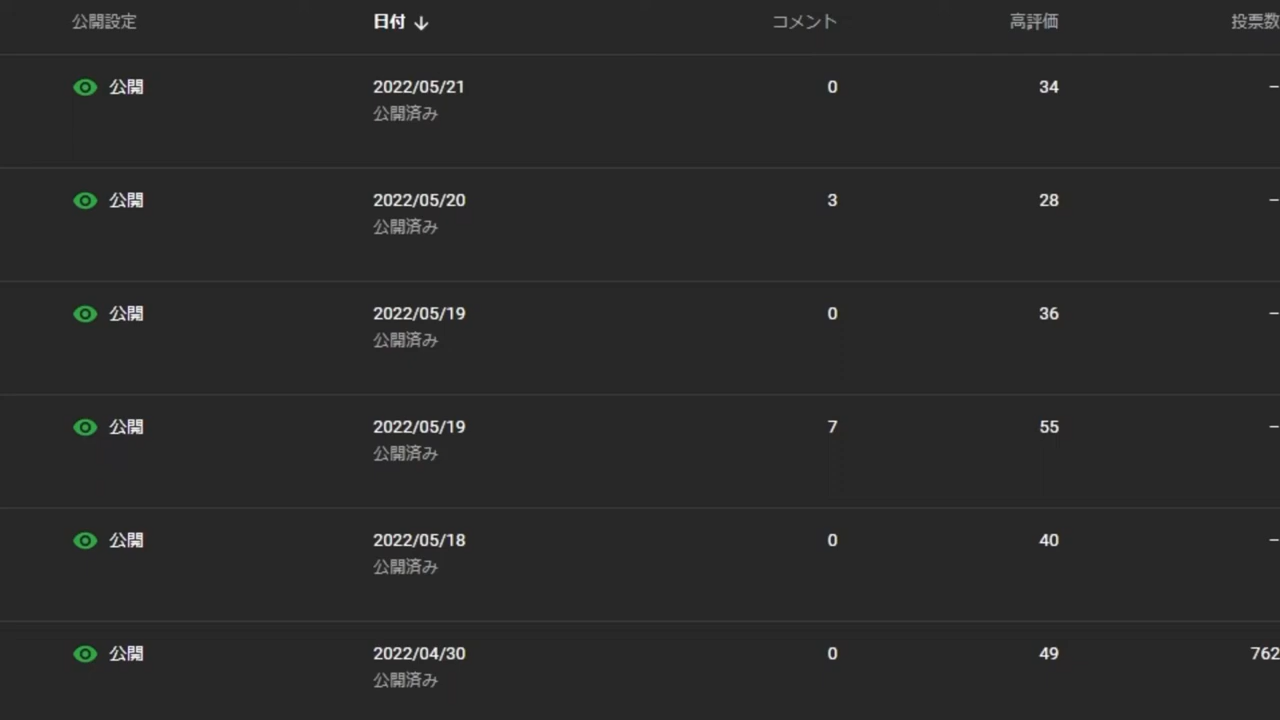 公開設定 日付 ↓ コメント 高評価 投票数
公開 2022/05/21 0 34 –
公開済み
公開 2022/05/20 3 28 –
公開済み
公開 2022/05/19 0 36 –
公開済み
公開 2022/05/19 7 55 –
公開済み
公開 2022/05/18 0 40 –
公開済み
公開 2022/04/30 0 49 762
公開済み